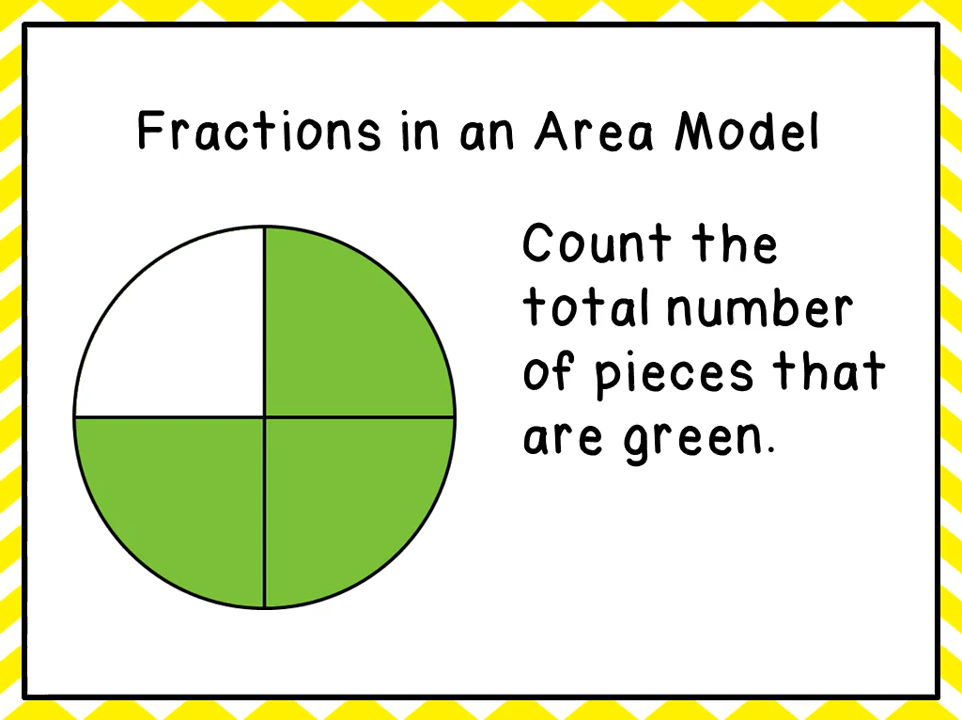 Fractions in an Area Model
Count the
total number
of pieces that
are green.